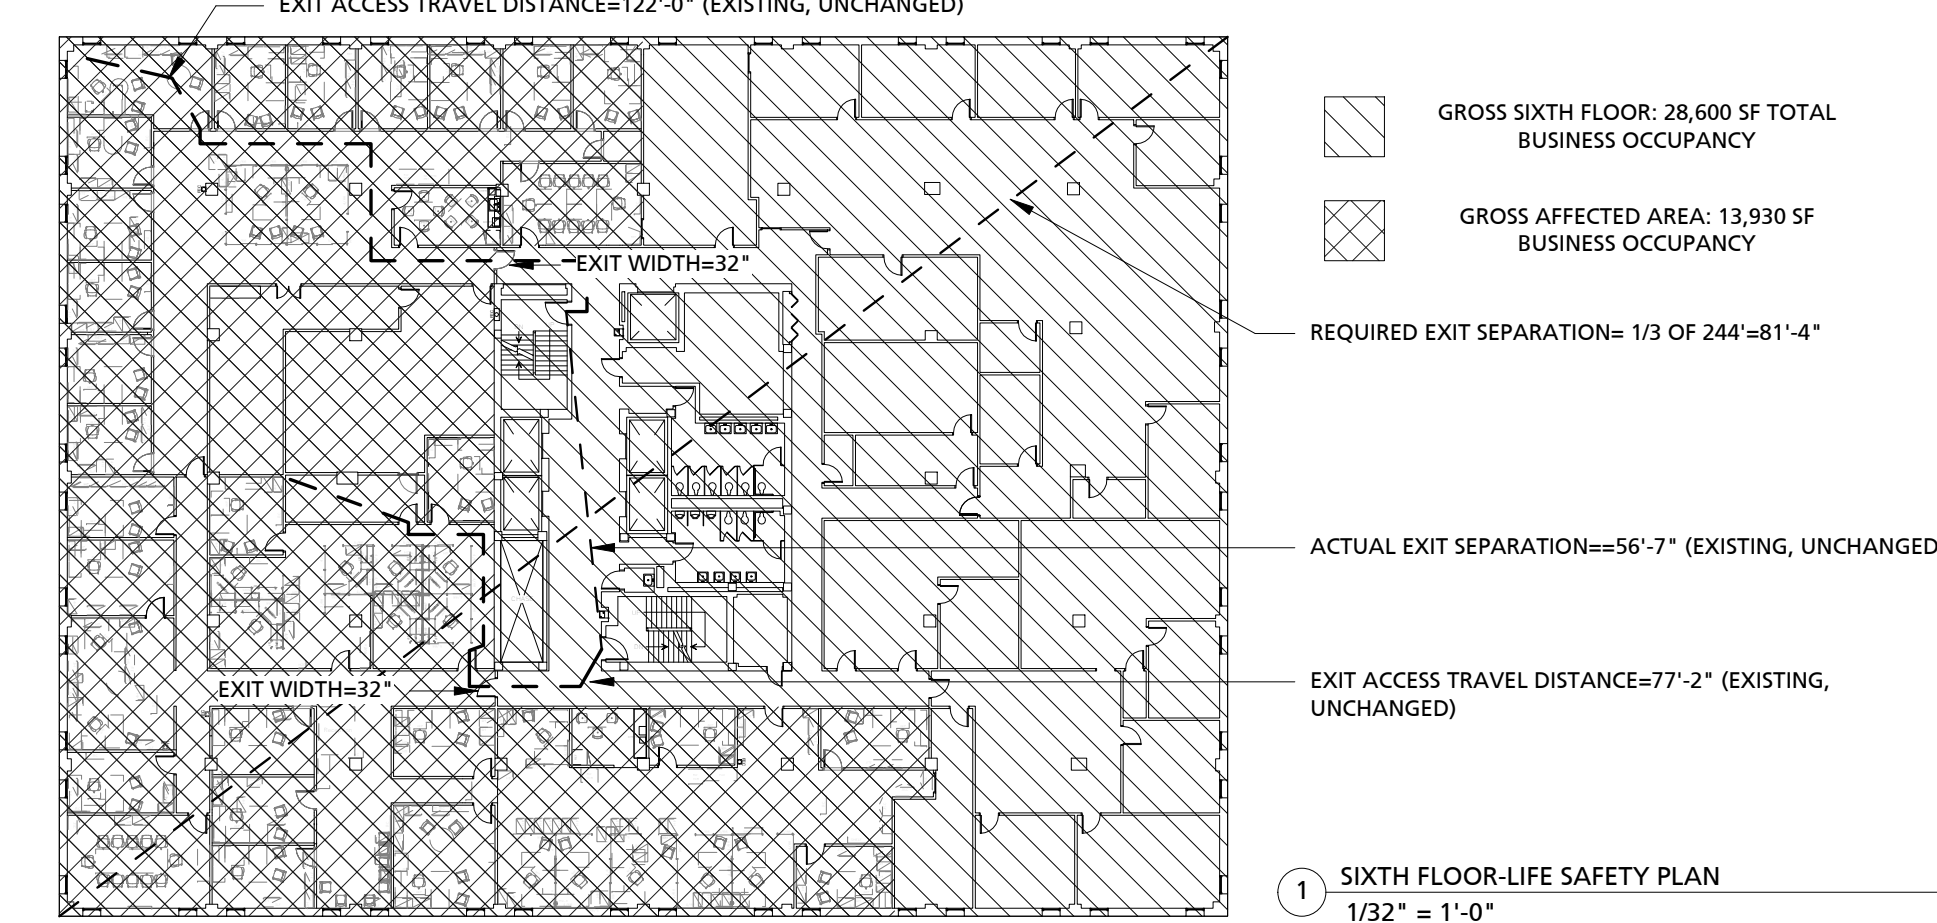 EXIT ACCESS TRAVEL DISTANCE=122'-0" (EXISTING, UNCHANGED)
GROSS SIXTH FLOOR: 28,600 SF TOTAL
BUSINESS OCCUPANCY
GROSS AFFECTED AREA: 13,930 SF
BUSINESS OCCUPANCY
EXIT WIDTH=32"
REQUIRED EXIT SEPARATION= 1/3 OF 244'=81'-4"
ACTUAL EXIT SEPARATION==56'-7" (EXISTING, UNCHANGED
EXIT WIDTH=32"
EXIT ACCESS TRAVEL DISTANCE=77'-2" (EXISTING,
UNCHANGED)
1
SIXTH FLOOR-LIFE SAFETY PLAN
1/32" = 1'-0"